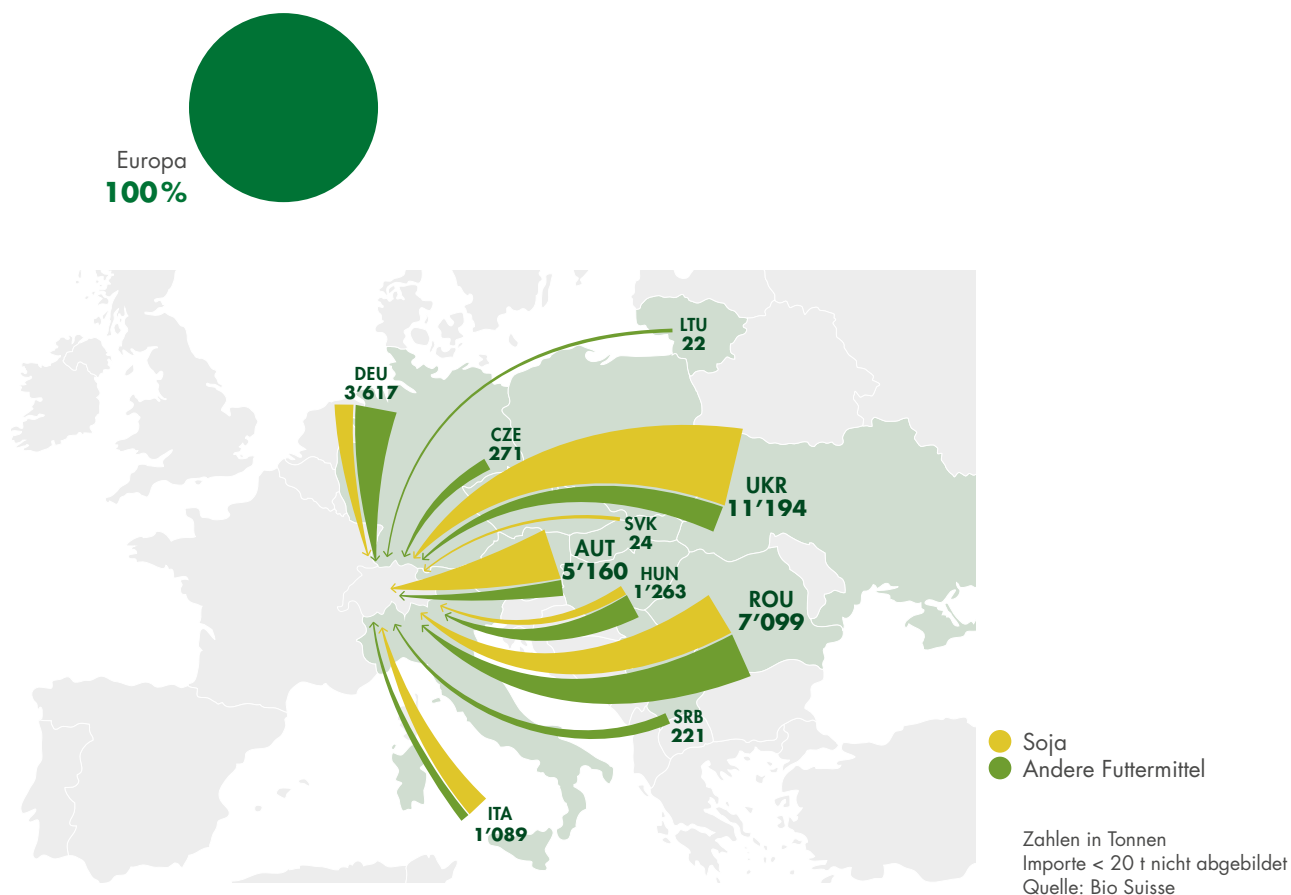 Europa
100%
LTU
22
DEU
3’617
CZE
271
UKR
11’194
SVK
24
AUT
5’160
HUN
1’263
ROU
7’099
SRB
221
ITA
1’089
Soja
Andere Futtermittel
Zahlen in Tonnen
Importe < 20 t nicht abgebildet
Quelle: Bio Suisse